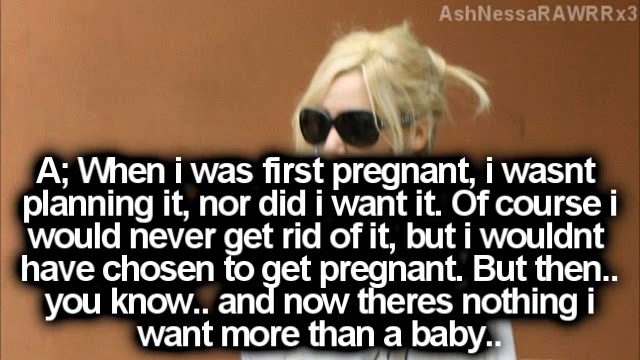 AshNessaRAWRRx3
A; When i was first pregnant, i wasnt
planning it, nor did i want it. Of course i
would never get rid of it, but i wouldnt
have chosen to get pregnant. But then..
you know.. and now theres nothing i
want more than a baby..